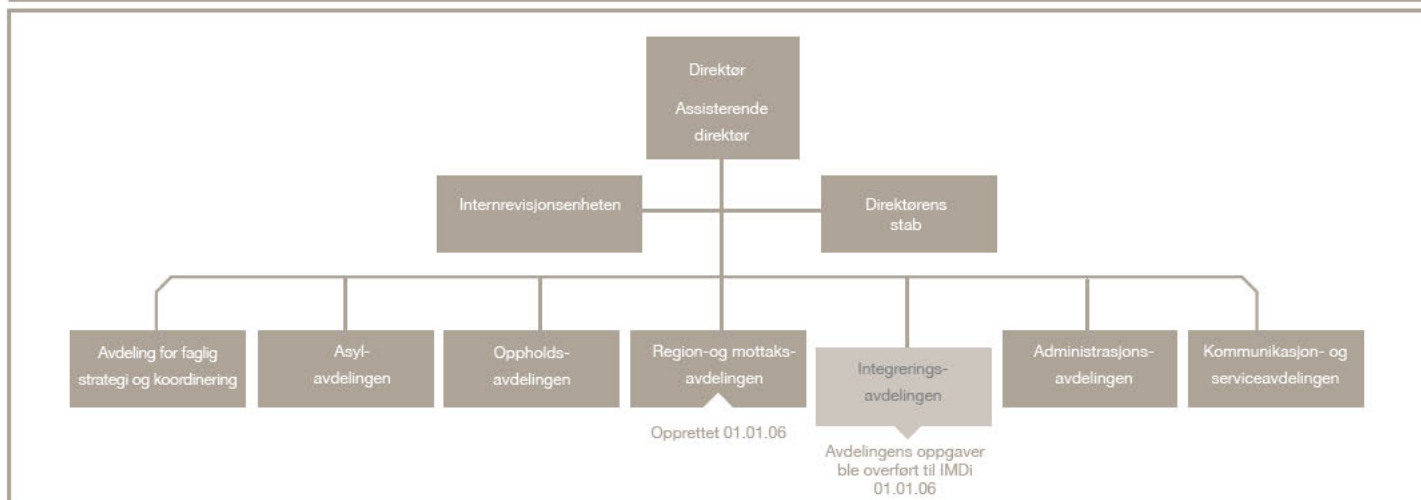 Direktør
Assisterende
direktør
Internrevisjonsenheten
Direktørens
stab
Avdeling for faglig
strategi og koordinering
Asyl-
avdelingen
Oppholds-
avdelingen
Region-og mottaks-
avdelingen
Opprettet 01.01.06
Integrerings-
avdelingen
Avdelingens oppgaver
ble overført til IMDi
01.01.06
Administrasjons-
avdelingen
Kommunikasjon- og
serviceavdelingen